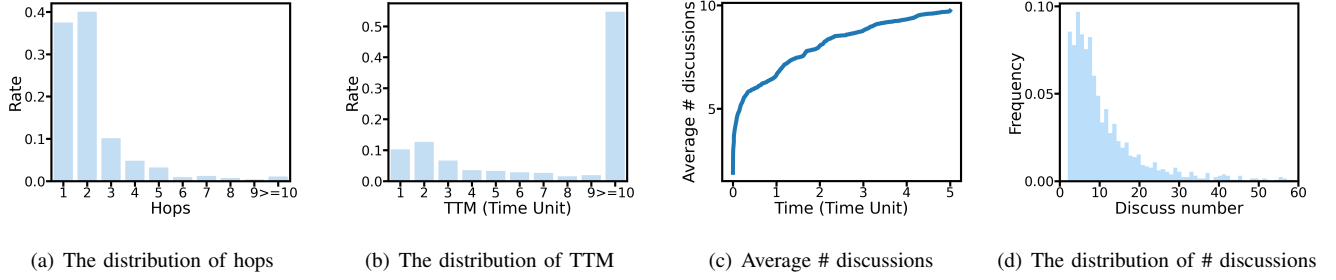 0.4
0.3
0.2
0.1
0.0
Rate
1 2 3 4 5 6 7 8 9>=10
Hops
0.5
0.4
0.3
0.2
0.1
0.0
Rate
1 2 3 4 5 6 7 8 9>=10
TTM (Time Unit)
10
5
Average # discussions
0 1 2 3 4 5
Time (Time Unit)
0.10
0.05
0.00
Frequency
0 10 20 30 40 50 60
Discuss number
(a) The distribution of hops
(b) The distribution of TTM
(c) Average # discussions
(d) The distribution of # discussions